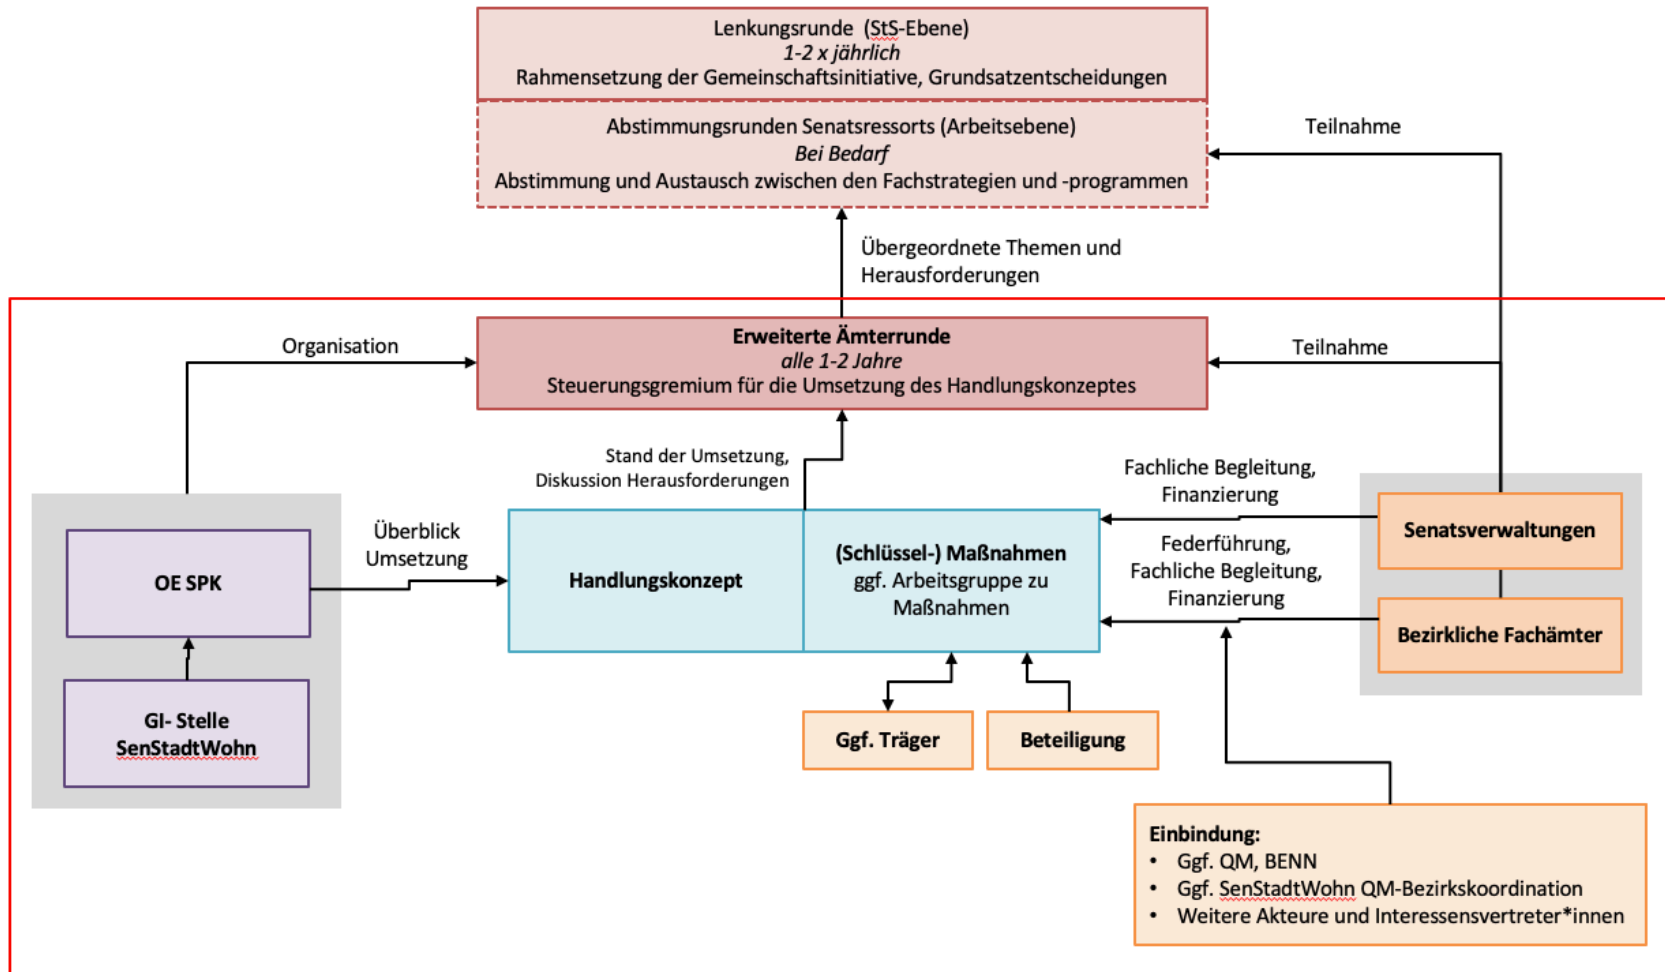 Lenkungsrunde (StS-Ebene)
1-2 x jährlich
Rahmensetzung der Gemeinschaftsinitiative, Grundsatzentscheidungen
Abstimmungsrunden Senatsressorts (Arbeitsebene)
Bei Bedarf
Abstimmung und Austausch zwischen den Fachstrategien und -programmen
Teilnahme
Übergeordnete Themen und
Herausforderungen
Organisation
Erweiterte Ämterrunde
alle 1-2 Jahre
Steuerungsgremium für die Umsetzung des Handlungskonzeptes
Teilnahme
Stand der Umsetzung,
Diskussion Herausforderungen
Fachliche Begleitung,
Finanzierung
Überblick
Umsetzung
OE SPK
Handlungskonzept
(Schlüssel-) Maßnahmen
ggf. Arbeitsgruppe zu
Maßnahmen
Federführung,
Fachliche Begleitung,
Finanzierung
Senatsverwaltungen
Bezirkliche Fachämter
GI- Stelle
SenStadtWohn
Ggf. Träger
Beteiligung
Einbindung:
• Ggf. QM, BENN
• Ggf. SenStadtWohn QM-Bezirkskoordination
• Weitere Akteure und Interessensvertreter*innen